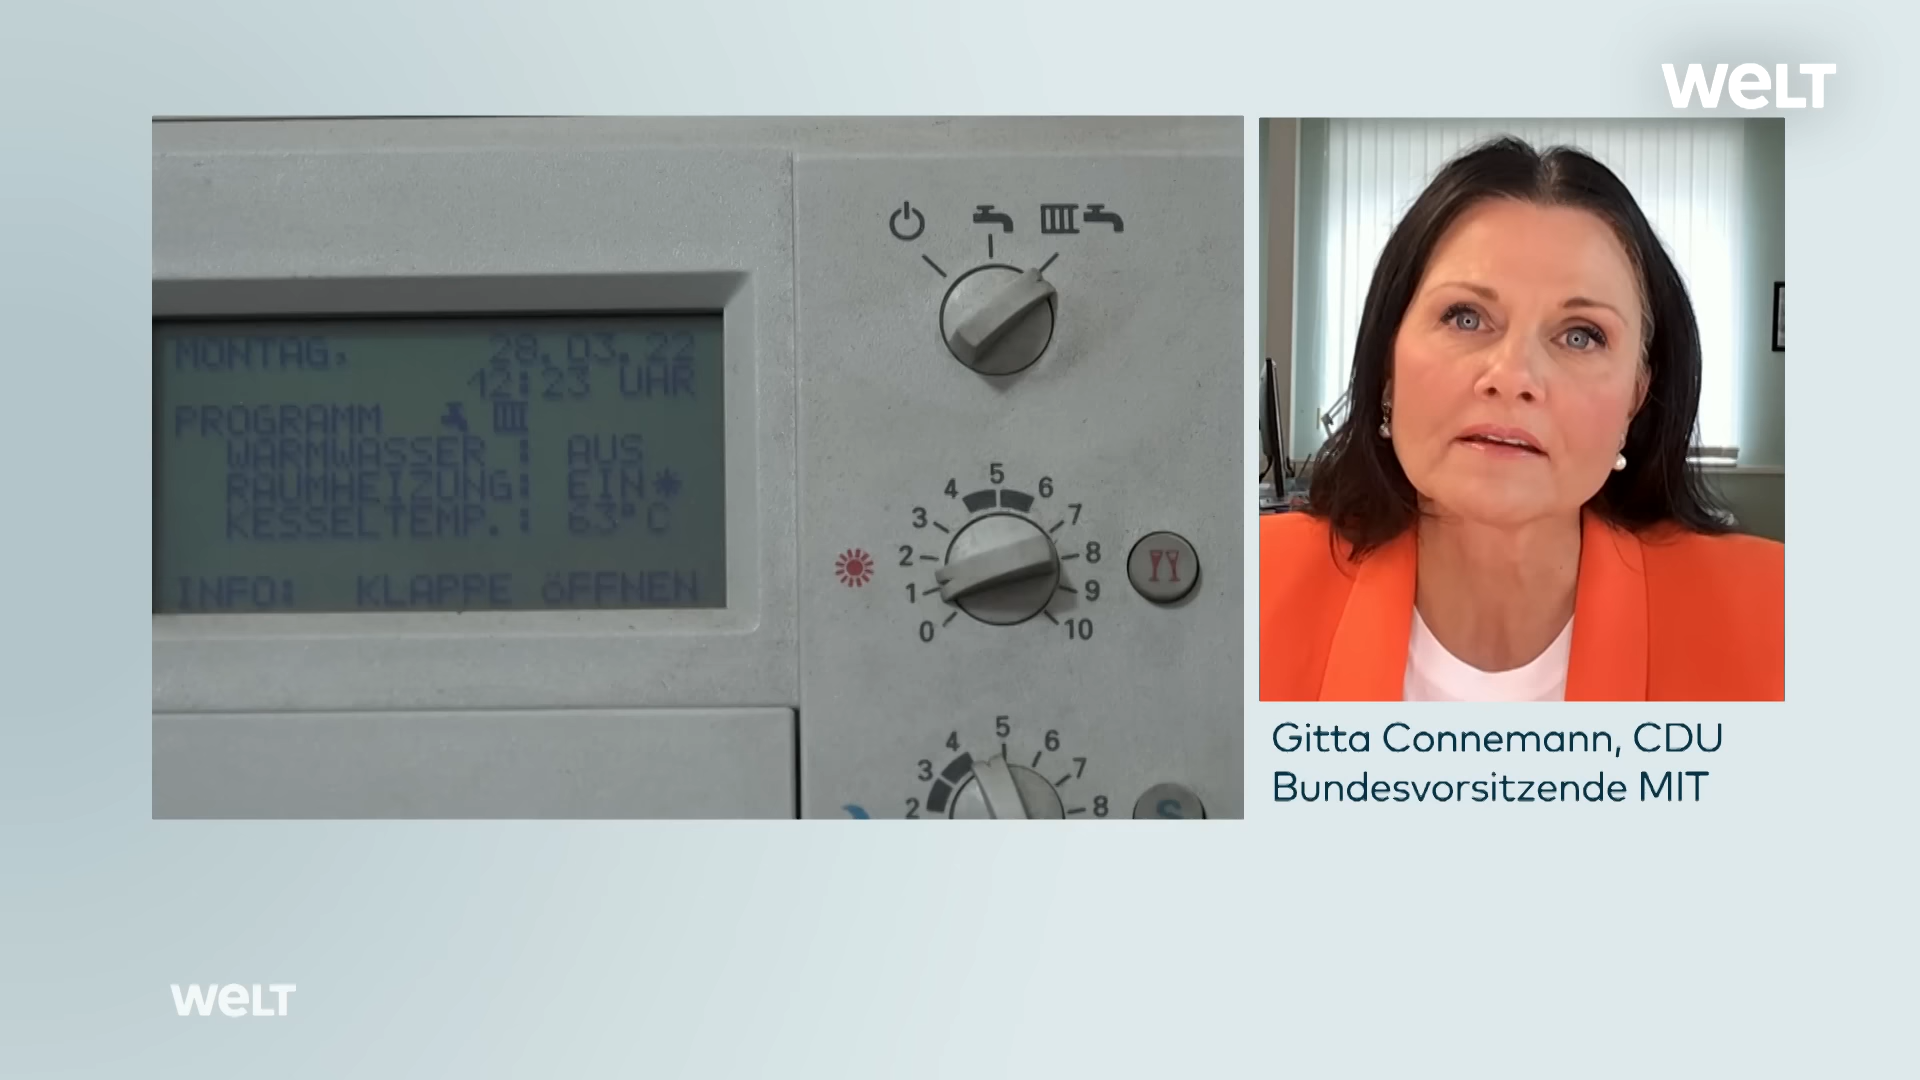 WELT
MONTAG, 28.03.22
12:23 UHR
PROGRAMM
WARMWASSER : AUS
RAUMHEIZUNG: EIN*
KESSELTEMP. : 63°C
INFO: KLAPPE ÖFFNEN
0 1 2 3 4 5 6 7 8 9 10
2 3 4 5 6 7 8
S
Gitta Connemann, CDU
Bundesvorsitzende MIT
WELT